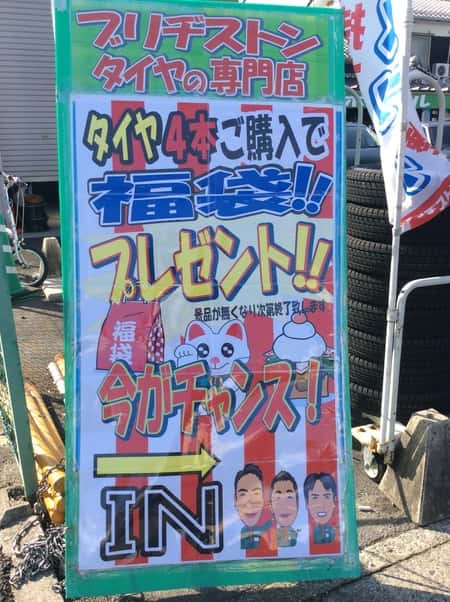 ブリヂストン
タイヤの専門店
タイヤ4本ご購入で
福袋!!
プレゼント!!
景品が無くなり次第終了致します
福袋
今がチャンス!
IN